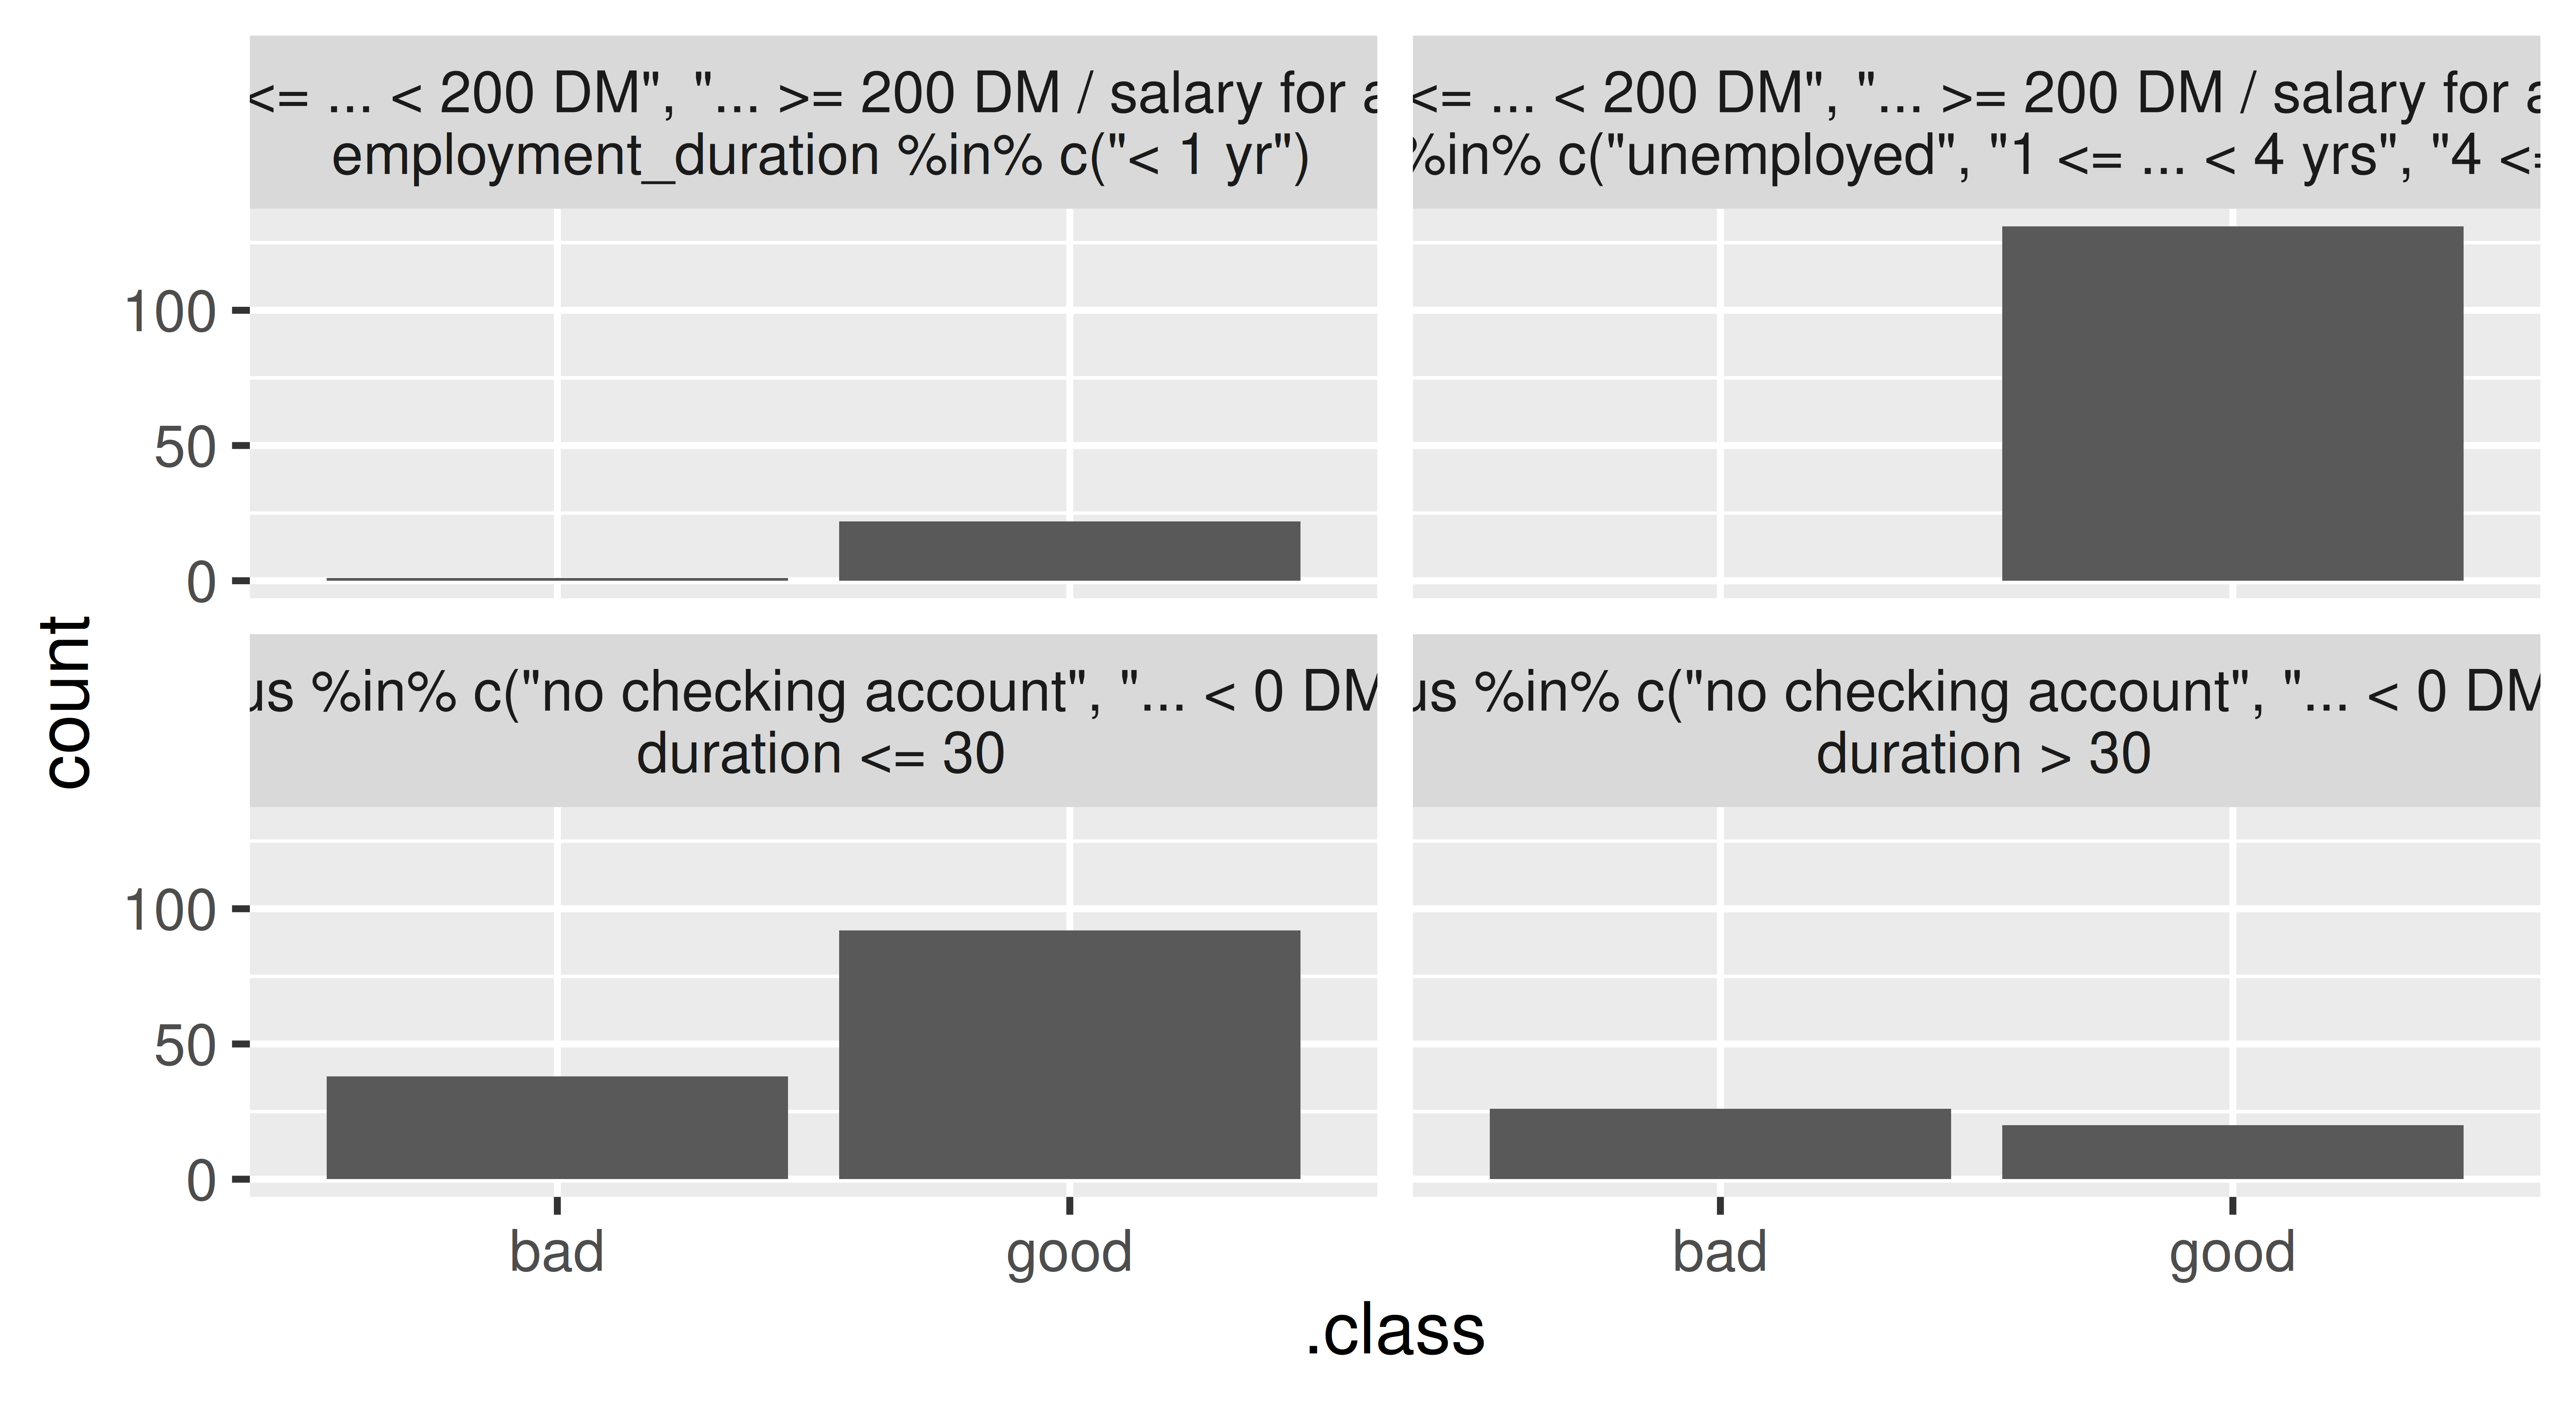 <= ... < 200 DM", "... >= 200 DM / salary for
employment_duration %in% c("< 1 yr")
<= ... < 200 DM", "... >= 200 DM / salary for
%in% c("unemployed", "1 <= ... < 4 yrs", "4 <=
100
50
0
us %in% c("no checking account", "... < 0 DM
duration <= 30
us %in% c("no checking account", "... < 0 DM
duration > 30
100
50
0
bad
good
bad
good
count
.class